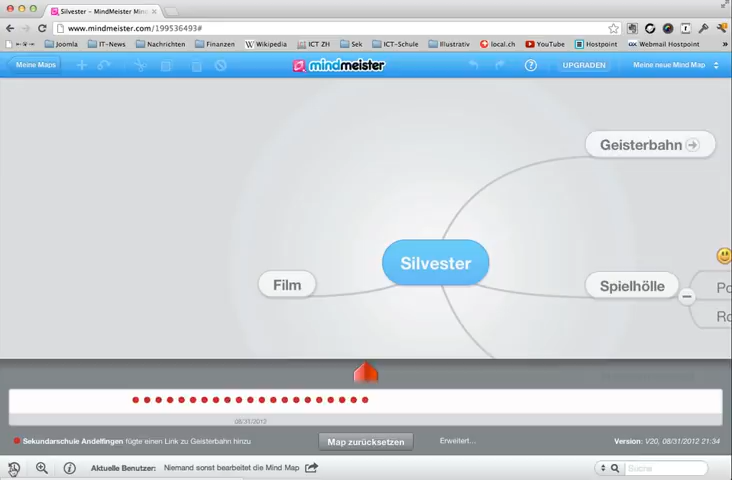 Silvester – MindMeister Min
www.mindmeister.com/199536493#
Joomla
IT-News
Nachrichten
Finanzen
Wikipedia
ICT ZH
Sek
ICT-Schule
Illustrativ
local.ch
YouTube
Hostpoint
Webmail Hostpoint
Meine Maps
mindmeister
UPGRADEN
Meine neue Mind Map
Geisterbahn
Silvester
Film
Spielhölle
Po
Ro
08/31/2012
Sekundarschule Andelfingen fügte einen Link zu Geisterbahn hinzu
Map zurücksetzen
Erweitert...
Version: V20, 08/31/2012 21:34
Aktuelle Benutzer: Niemand sonst bearbeitet die Mind Map
Suche